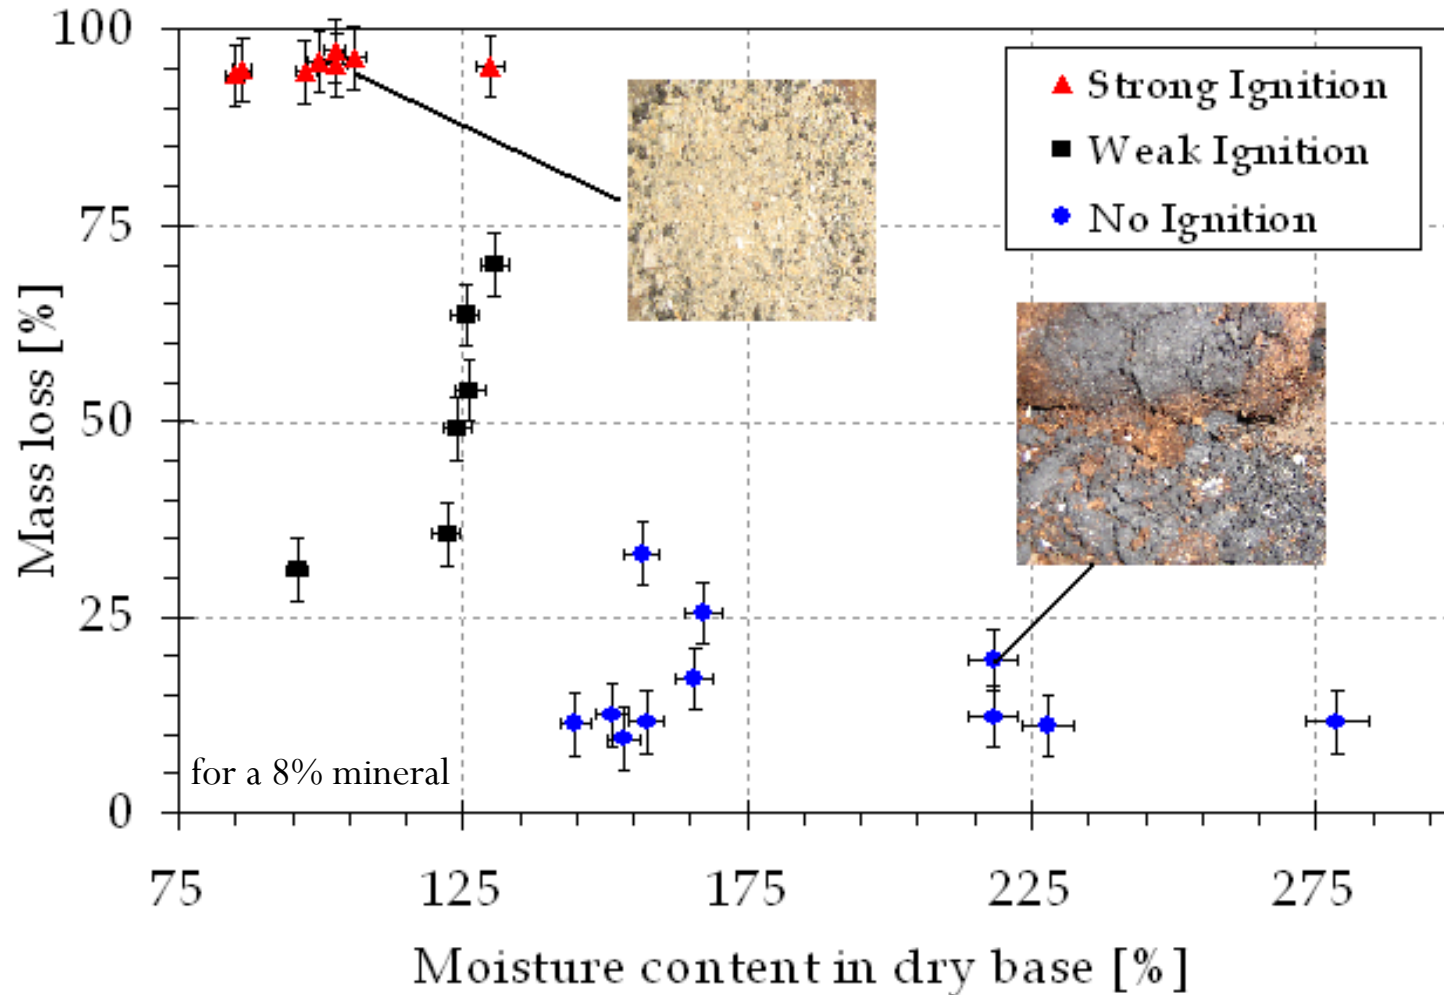 100
75
50
25
0
Mass loss [%]
Strong Ignition
Weak Ignition
No Ignition
for a 8% mineral
75 125 175 225 275
Moisture content in dry base [%]